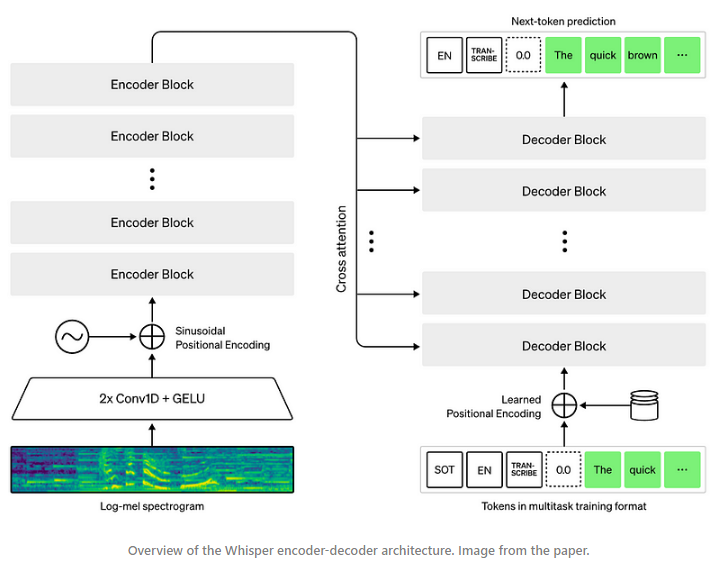 Next-token prediction
EN TRAN-SCRIBE 0.0 The quick brown ...
Encoder Block
Encoder Block
Encoder Block
Encoder Block
Sinusoidal
Positional Encoding
2x Conv1D + GELU
Log-mel spectrogram
Cross attention
Decoder Block
Decoder Block
Decoder Block
Decoder Block
Learned
Positional Encoding
SOT EN TRAN-SCRIBE 0.0 The quick ...
Tokens in multitask training format
Overview of the Whisper encoder-decoder architecture. Image from the paper.